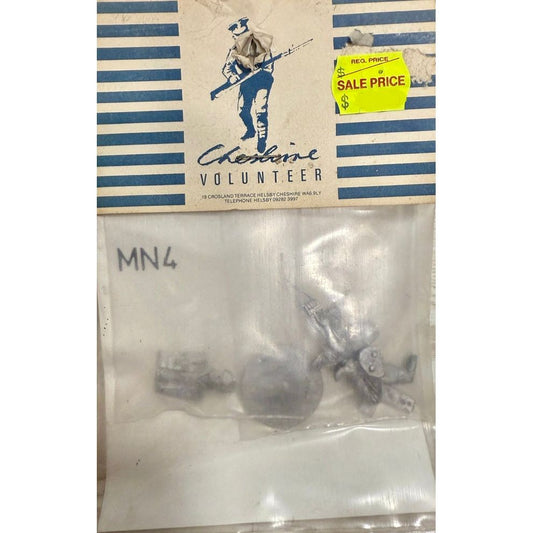 REG. PRICE
$
SALE PRICE
$
Cheshire
VOLUNTEER
19 CROSLAND TERRACE HELSBY CHESHIRE WA6 9LY
TELEPHONE HELSBY 09282 3997
MN4